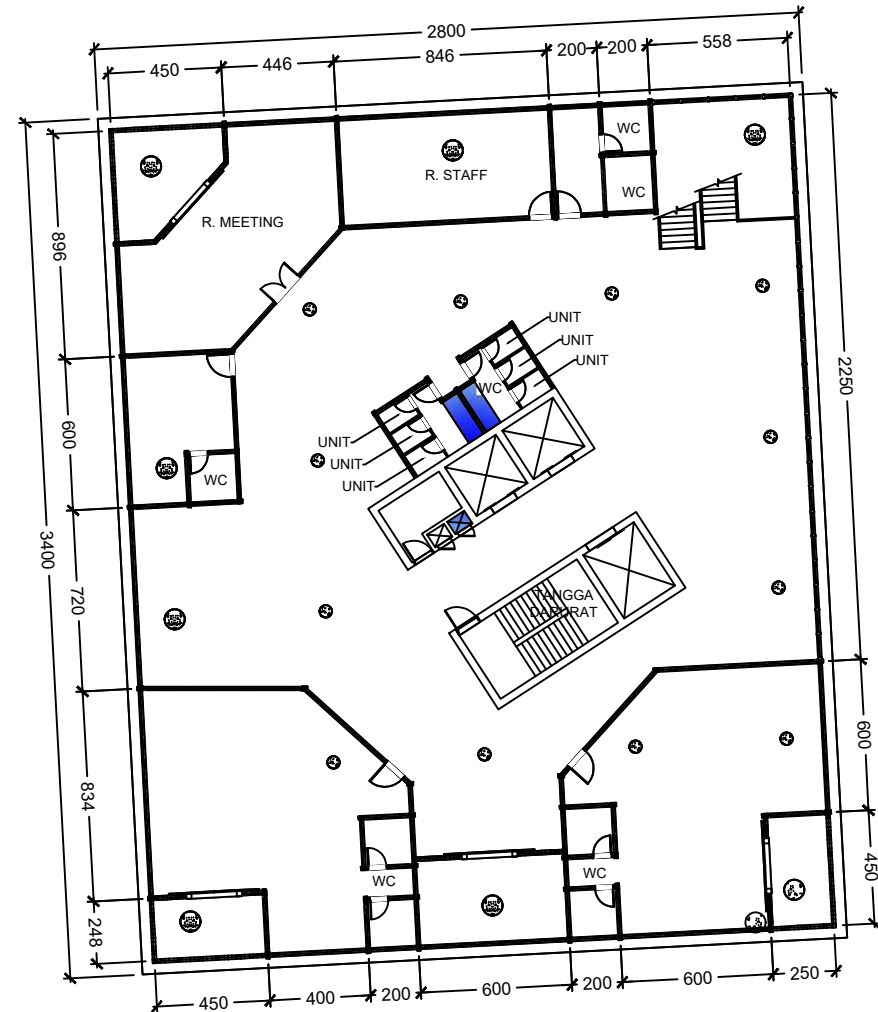 2800
450
446
846
200
200
558
WC
R. STAFF
WC
R. MEETING
896
2250
UNIT
UNIT
UNIT
WC
600
UNIT
UNIT
UNIT
WC
3400
720
TANGGA
DARURAT
600
834
WC
WC
450
248
450
400
200
600
200
600
250